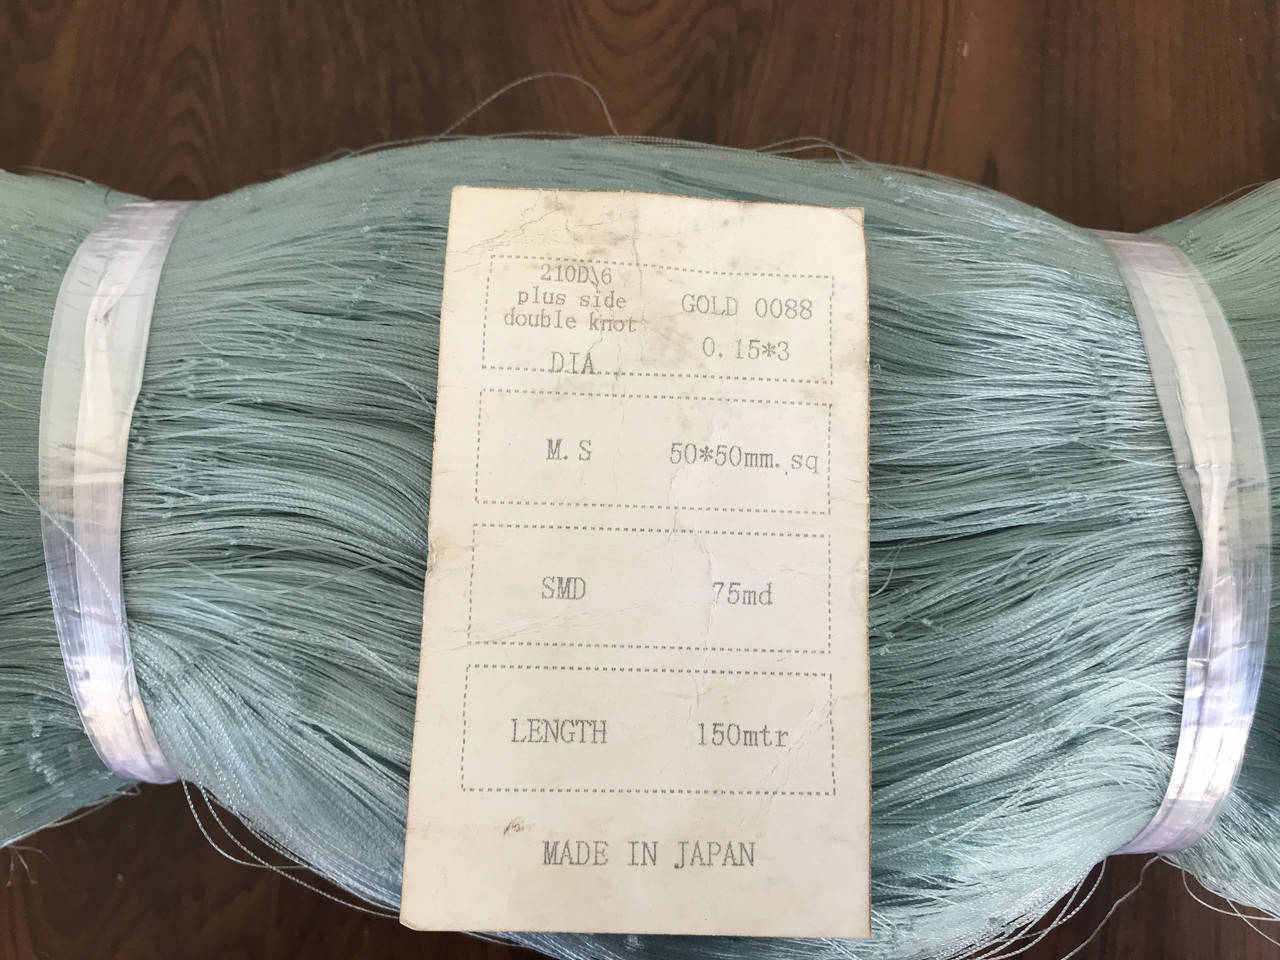 210D\6
plus side
double knot
GOLD 0088
DIA
0.15*3
M.S 50*50mm.sq
SMD 75md
LENGTH 150mtr
MADE IN JAPAN